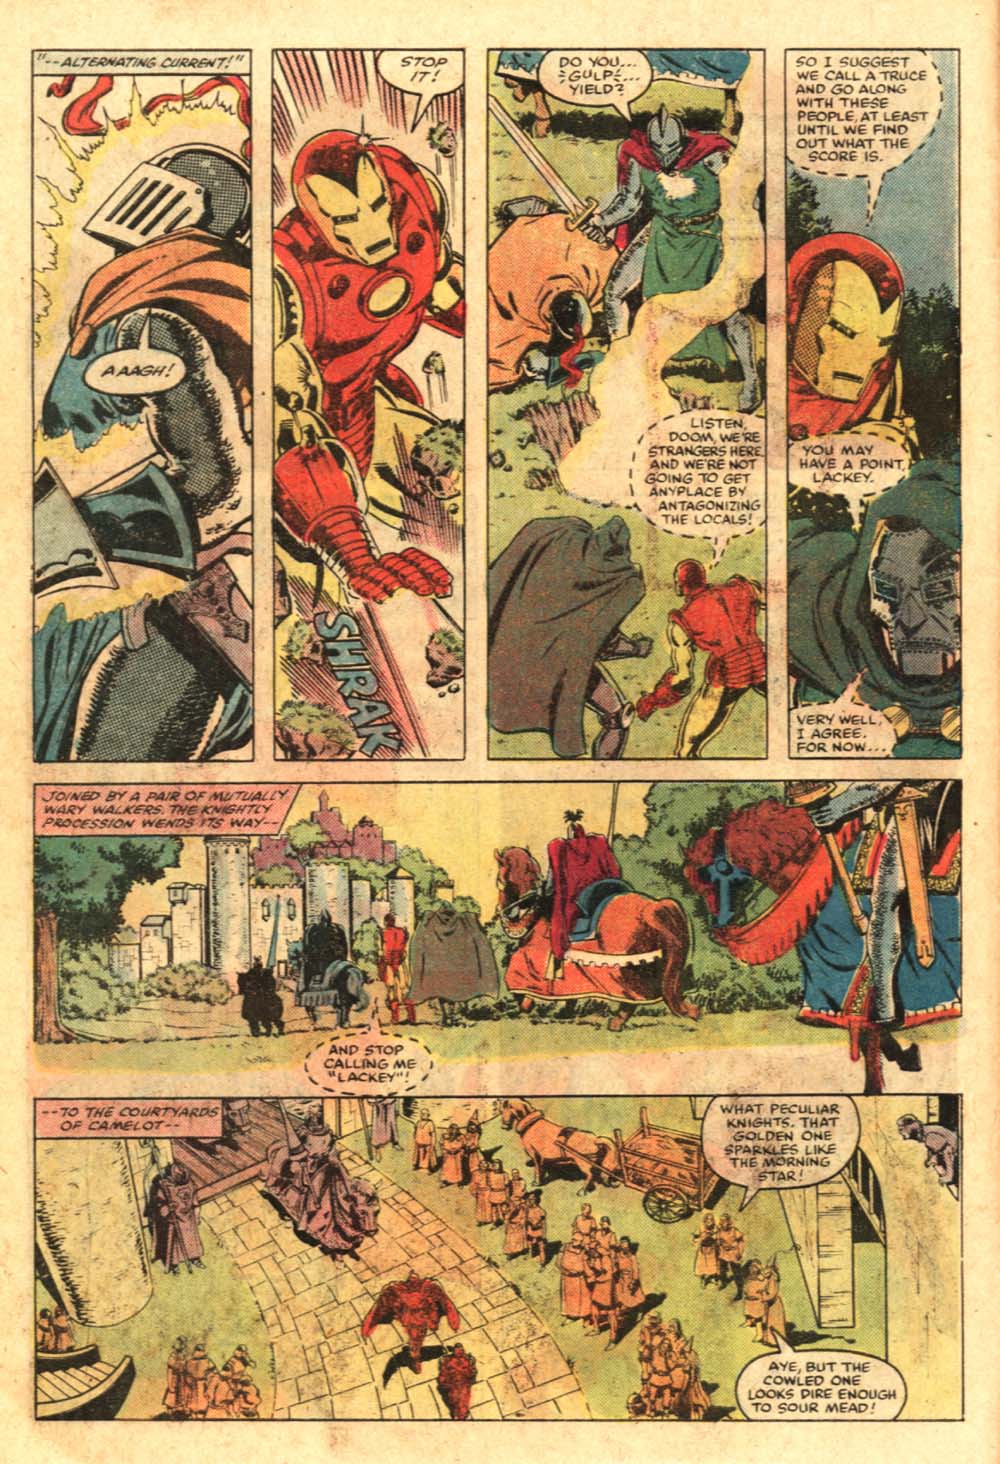 "--ALTERNATING CURRENT!"
AAAGH!
STOP
IT!
SHRAK
DO YOU...
GULP!...
YIELD?
LISTEN,
DOOM, WE'RE
STRANGERS HERE,
AND WE'RE NOT
GOING TO GET
ANYPLACE BY
ANTAGONIZING
THE LOCALS!
SO I SUGGEST
WE CALL A TRUCE
AND GO ALONG
WITH THESE
PEOPLE, AT LEAST
UNTIL WE FIND
OUT WHAT THE
SCORE IS.
YOU MAY
HAVE A POINT,
LACKEY.
VERY WELL,
I AGREE.
FOR NOW...
JOINED BY A PAIR OF MUTUALLY
WARY WALKERS, THE KNIGHTLY
PROCESSION WENDS ITS WAY--
AND STOP
CALLING ME
"LACKEY"!
--TO THE COURTYARDS
OF CAMELOT--
WHAT PECULIAR
KNIGHTS. THAT
GOLDEN ONE
SPARKLES LIKE
THE MORNING
STAR!
AYE, BUT THE
COWLED ONE
LOOKS DIRE ENOUGH
TO SOUR MEAD!